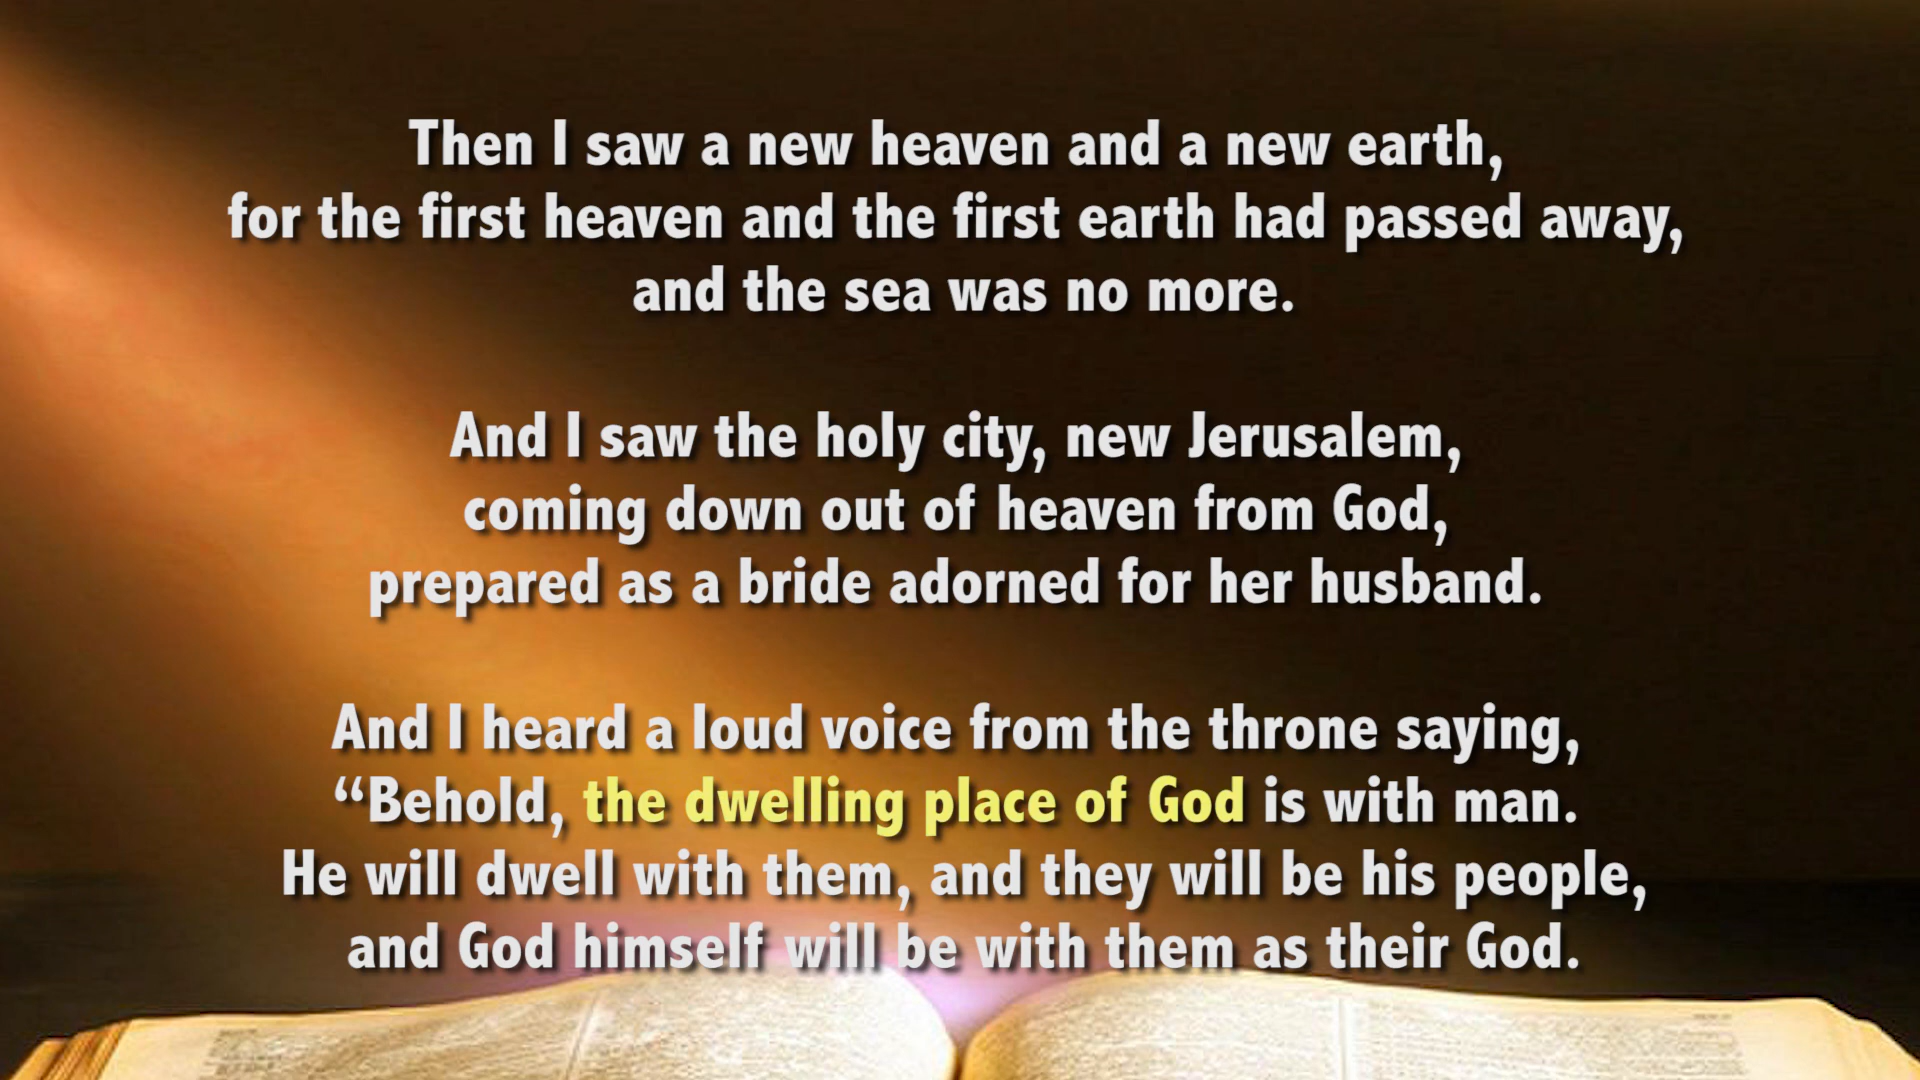 Then I saw a new heaven and a new earth,
for the first heaven and the first earth had passed away,
and the sea was no more.
And I saw the holy city, new Jerusalem,
coming down out of heaven from God,
prepared as a bride adorned for her husband.
And I heard a loud voice from the throne saying,
“Behold, the dwelling place of God is with man.
He will dwell with them, and they will be his people,
and God himself will be with them as their God.